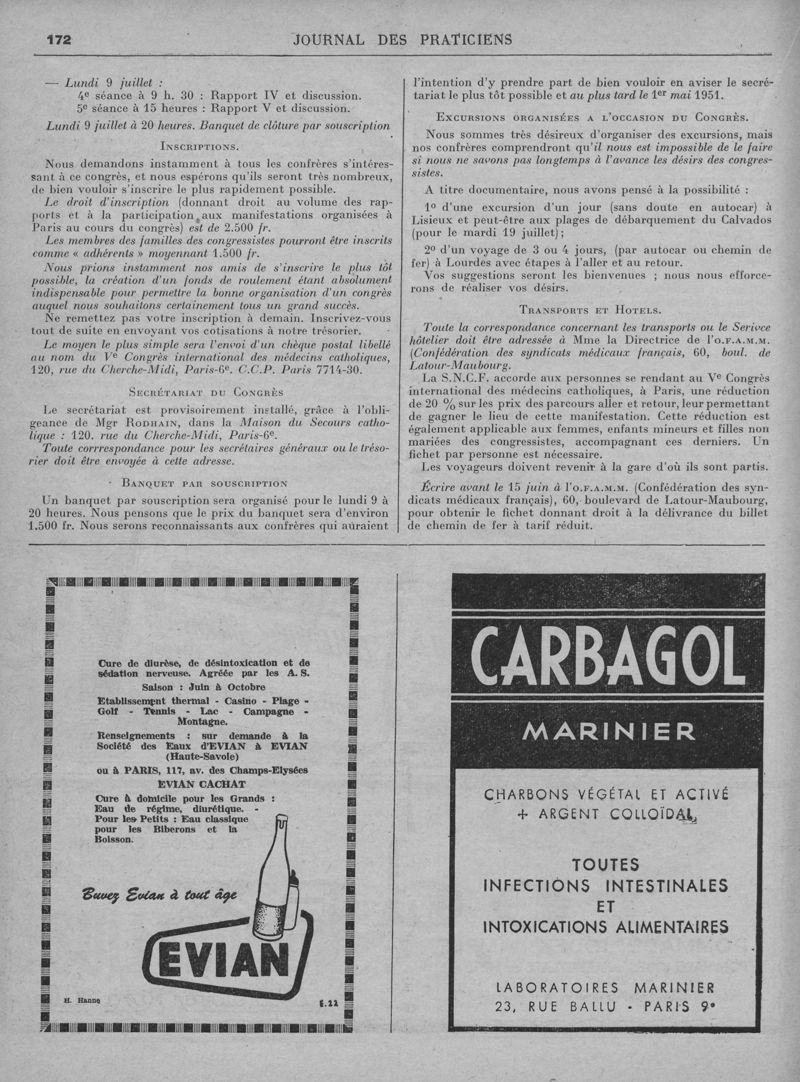 172
JOURNAL DES PRATICIENS
— Lundi 9 juillet :
4e séance à 9 h. 30 : Rapport IV et discussion.
5e séance à 15 heures : Rapport V et discussion.
Lundi 9 juillet à 20 heures. Banquet de clôture par souscription
Inscriptions.
Nous demandons instamment à tous les confrères s'intéres-
sant à ce congrès, et nous espérons qu'ils seront très nombreux,
de bien vouloir s'inscrire le plus rapidement possible.
Le droit d'inscription (donnant droit au volume des rap-
ports et à la participation aux manifestations organisées à
Paris au cours du congrès) est de 2.500 fr.
Les membres des familles des congressistes pourront être inscrits
comme « adhérents » moyennant 1.500 fr.
Nous prions instamment nos amis de s'inscrire le plus tôt
possible, la création d'un fonds de roulement étant absolument
indispensable pour permettre la bonne organisation d'un congrès
auquel nous souhaitons certainement tous un grand succès.
Ne remettez pas votre inscription à demain. Inscrivez-vous
tout de suite en envoyant vos cotisations à notre trésorier.
Le moyen le plus simple sera l'envoi d'un chèque postal libellé
au nom du Ve Congrès international des médecins catholiques,
120, rue du Cherche-Midi, Paris-6e. C.C.P. Paris 7714-30.
Secrétariat du Congrès
Le secrétariat est provisoirement installé, grâce à l'obli-
geance de Mgr Rodhain, dans la Maison du Secours catho-
lique : 120. rue du Cherche-Midi, Paris-6e.
Toute corrrespondance pour les secrétaires généraux ou le tréso-
rier doit être envoyée à cette adresse.
Banquet par souscription
Un banquet par souscription sera organisé pour le lundi 9 à
20 heures. Nous pensons que le prix du banquet sera d'environ
1.500 fr. Nous serons reconnaissants aux confrères qui auraient
l'intention d'y prendre part de bien vouloir en aviser le secré-
tariat le plus tôt possible et au plus tard le 1er mai 1951.
Excursions organisées a l'occasion du Congrès.
Nous sommes très désireux d'organiser des excursions, mais
nos confrères comprendront qu'il nous est impossible de le faire
si nous ne savons pas longtemps à l'avance les désirs des congres-
sistes.
A titre documentaire, nous avons pensé à la possibilité :
1o d'une excursion d'un jour (sans doute en autocar) à
Lisieux et peut-être aux plages de débarquement du Calvados
(pour le mardi 19 juillet) ;
2o d'un voyage de 3 ou 4 jours, (par autocar ou chemin de
fer) à Lourdes avec étapes à l'aller et au retour.
Vos suggestions seront les bienvenues ; nous nous efforce-
rons de réaliser vos désirs.
Transports et Hotels.
Toute la correspondance concernant les transports ou le Serivce
hôtelier doit être adressée à Mme la Directrice de l'o.f.a.m.m.
(Confédération des syndicats médicaux français, 60, boul. de
Latour-Maubourg.
La S.N.C.F. accorde aux personnes se rendant au Ve Congrès
international des médecins catholiques, à Paris, une réduction
de 20 % sur les prix des parcours aller et retour, leur permettant
de gagner le lieu de cette manifestation. Cette réduction est
également applicable aux femmes, enfants mineurs et filles non
mariées des congressistes, accompagnant ces derniers. Un
fichet par personne est nécessaire.
Les voyageurs doivent revenir à la gare d'où ils sont partis.
Écrire avant le 15 juin à l'o.f.a.m.m. (Confédération des syn-
dicats médicaux français), 60, boulevard de Latour-Maubourg,
pour obtenir le fichet donnant droit à la délivrance du billet
de chemin de fer à tarif réduit.
Cure de diurèse, de désintoxication et de
sédation nerveuse. Agréée par les A. S.
Saison : Juin à Octobre
Etablissement thermal - Casino - Plage -
Golf - Tennis - Lac - Campagne -
Montagne.
Renseignements : sur demande à la
Société des Eaux d'EVIAN à EVIAN
(Haute-Savoie)
ou à PARIS, 117, av. des Champs-Elysées
EVIAN CACHAT
Cure à domicile pour les Grands :
Eau de régime, diurétique. -
Pour les Petits : Eau classique
pour les Biberons et la
Boisson.
Buvez Evian à tout âge
EVIAN
H. Hanne
E.22
CARBAGOL
MARINIER
CHARBONS VÉGÉTAL ET ACTIVÉ
+ ARGENT COLLOÏDAL
TOUTES
INFECTIONS INTESTINALES
ET
INTOXICATIONS ALIMENTAIRES
LABORATOIRES MARINIER
23, RUE BALLU - PARIS 9e